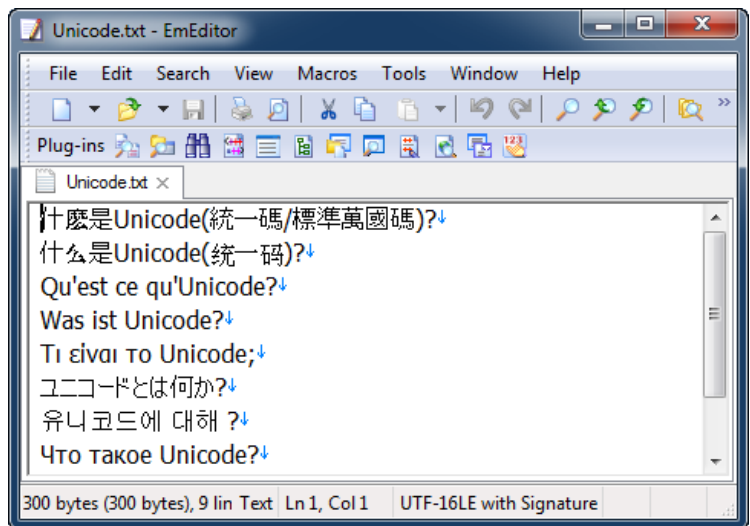 Unicode.txt - EmEditor
File Edit Search View Macros Tools Window Help
Plug-ins
Unicode.txt
什麼是Unicode(統一碼/標準萬國碼)?
什么是Unicode(统一码)?
Qu'est ce qu'Unicode?
Was ist Unicode?
Τι είναι το Unicode;
ユニコードとは何か?
유니코드에 대해 ?
Что такое Unicode?
300 bytes (300 bytes), 9 lin Text Ln 1, Col 1 UTF-16LE with Signature